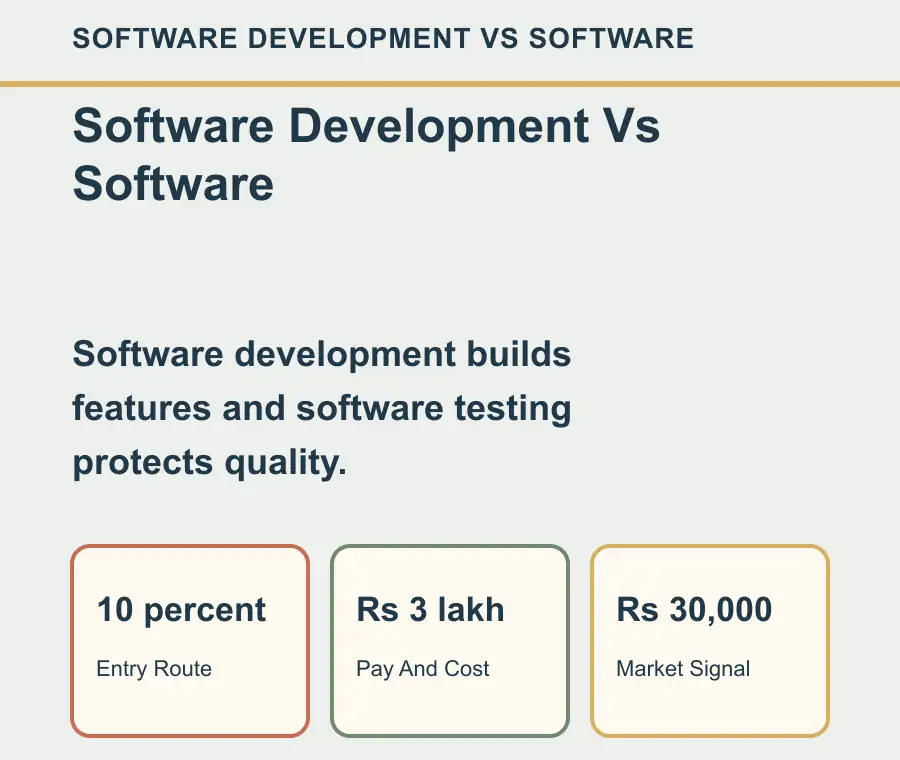 SOFTWARE DEVELOPMENT VS SOFTWARE
Software Development Vs
Software
Software development builds
features and software testing
protects quality.
10 percent
Entry Route
Rs 3 lakh
Pay And Cost
Rs 30,000
Market Signal